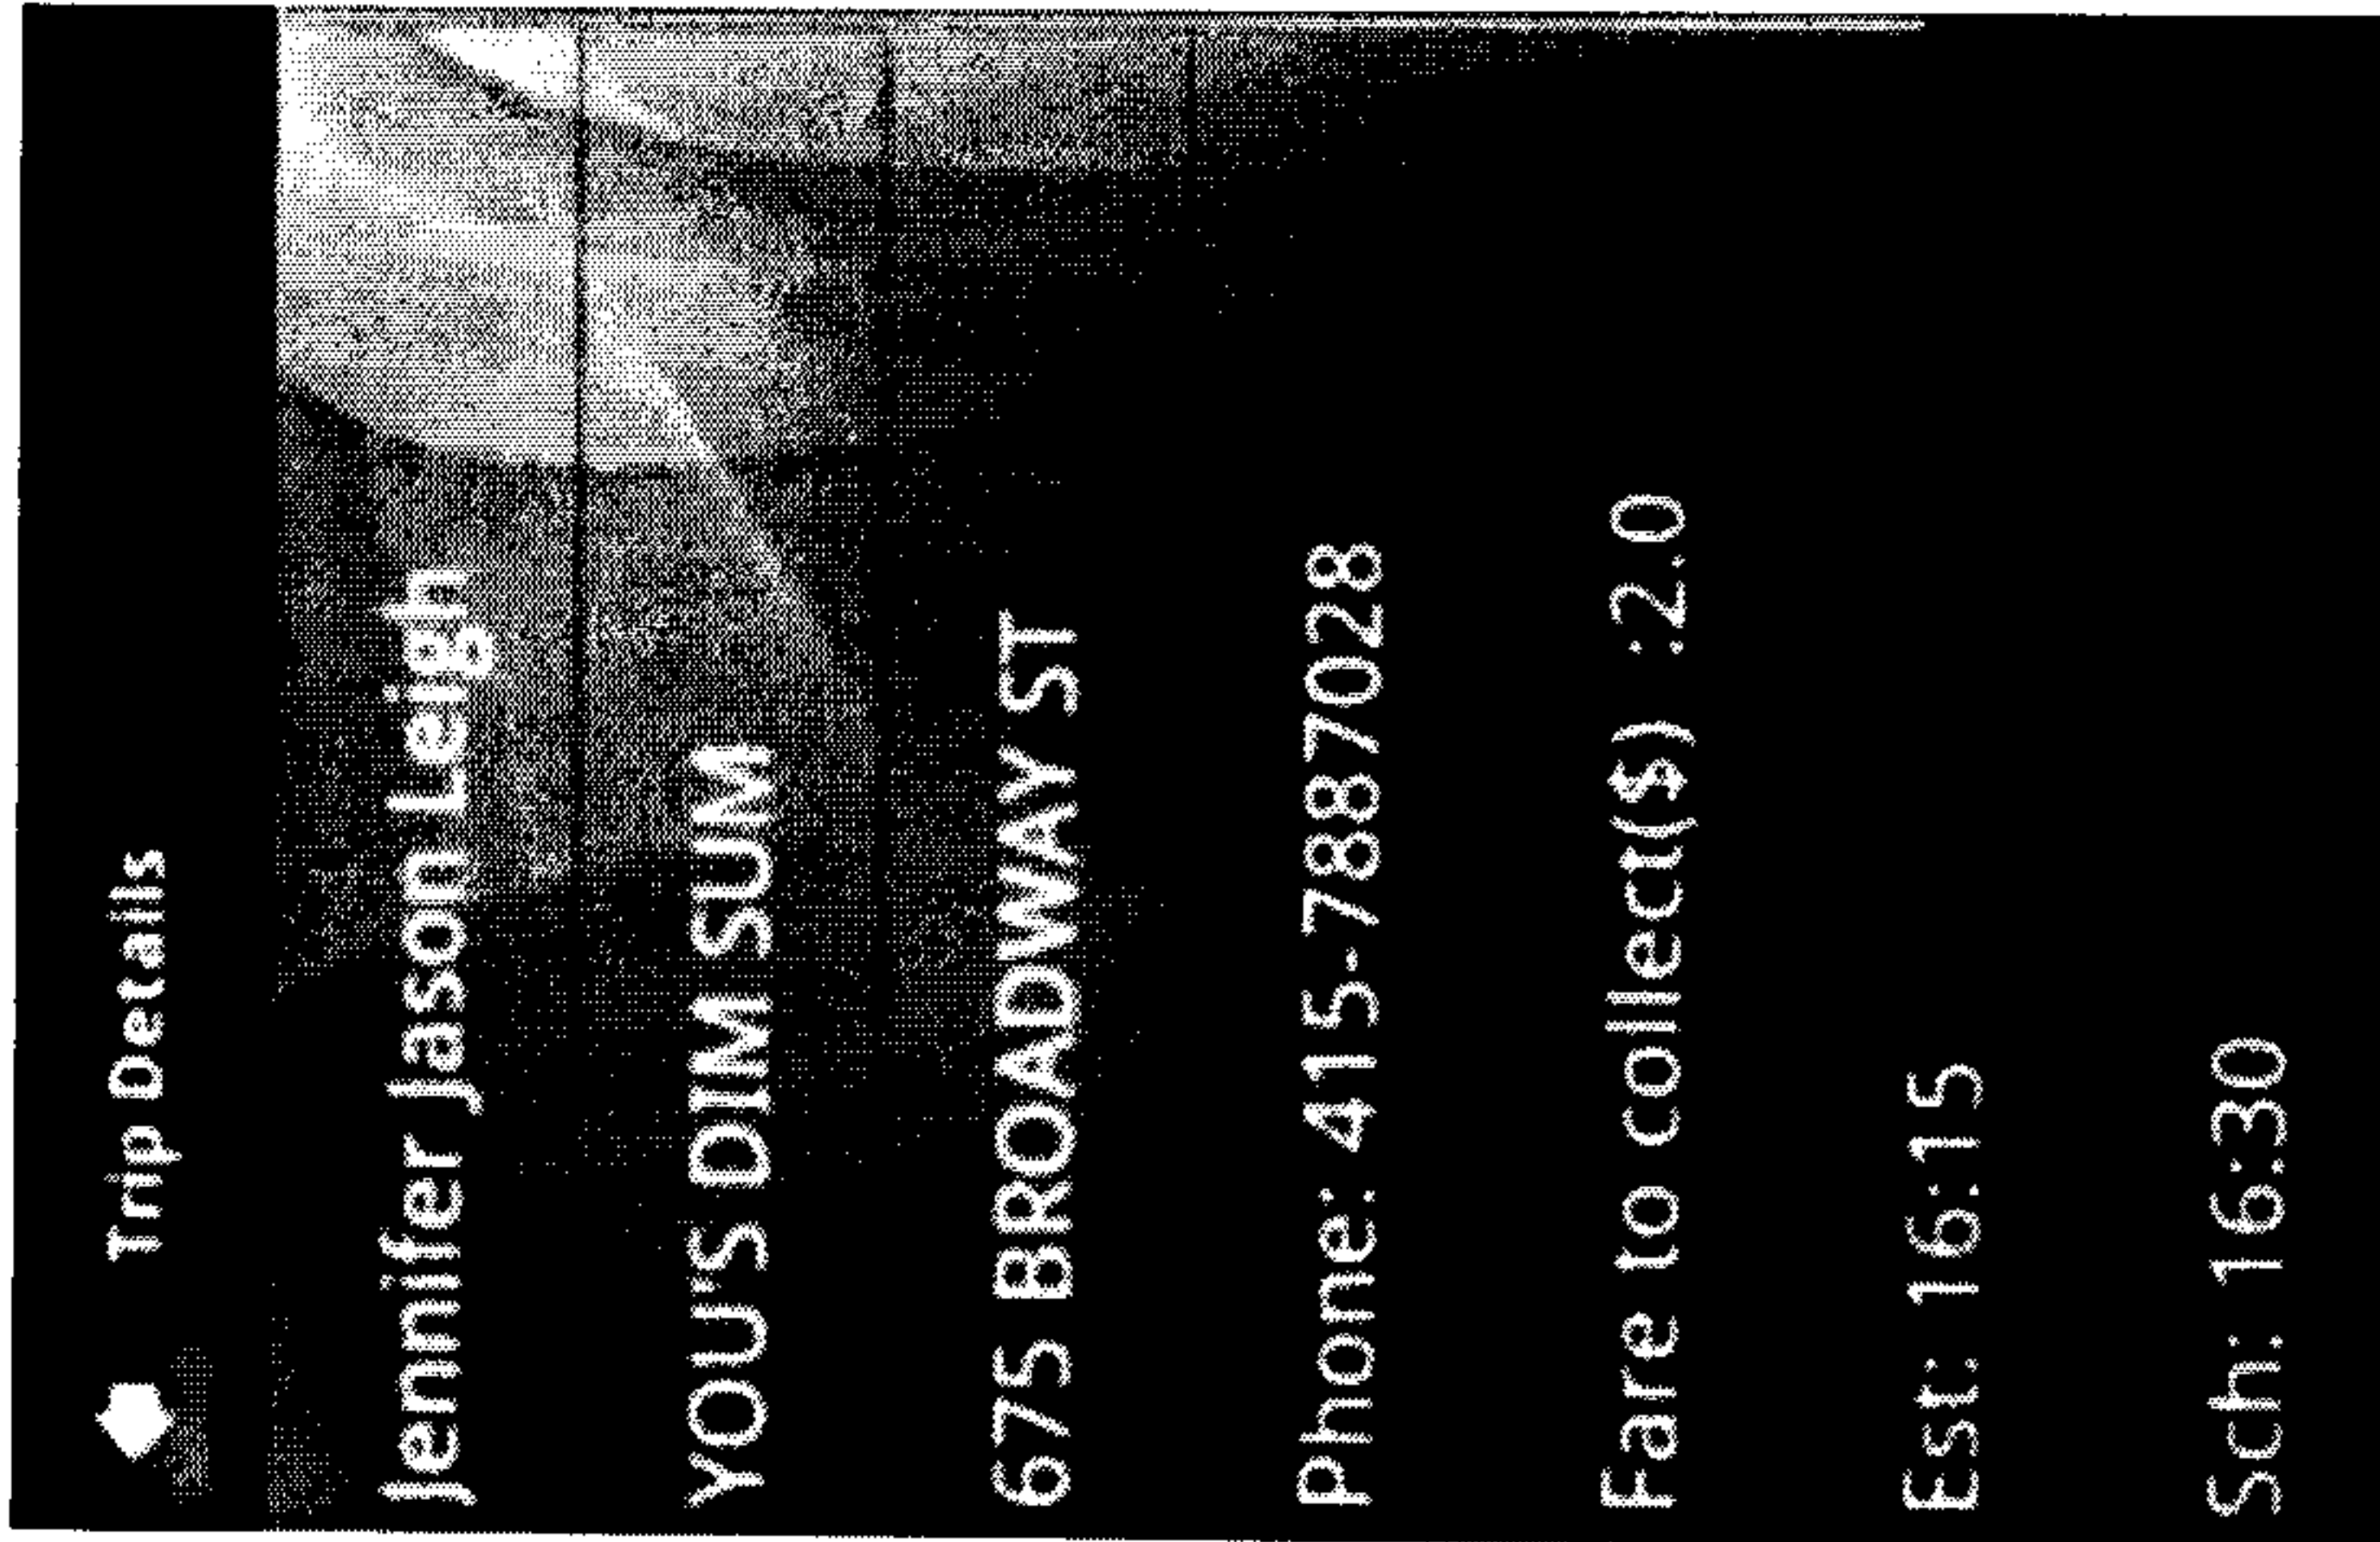 Trip Details
Jennifer Jason Leigh
YOU'S DIM SUM
675 BROADWAY ST
Phone: 415-7887028
Fare to collect($) :2.0
Est: 16:15
Sch: 16:30